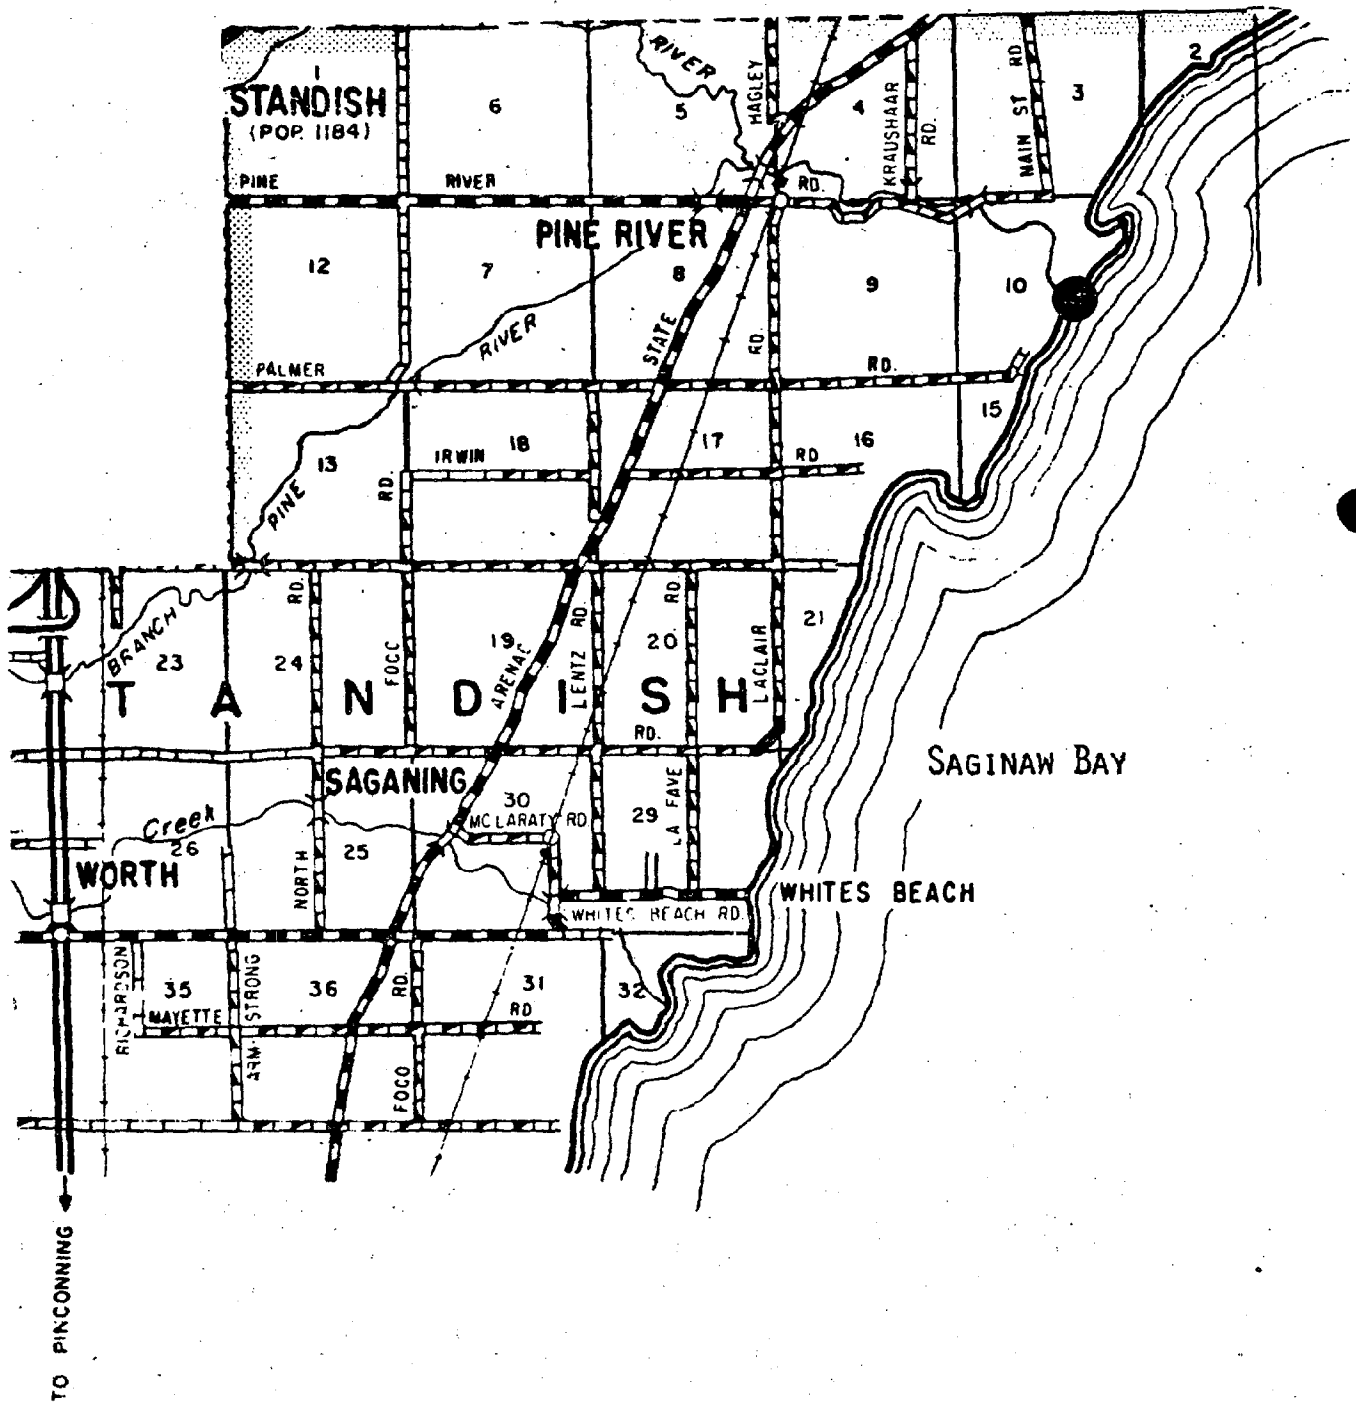 1
STANDISH
(POP. 1184)
6
RIVER
5
HAGLEY
4
KRAUSHAAR
RD.
MAIN ST RD
3
2
PINE RIVER RD.
PINE RIVER
12
7
8
9
10
RIVER
STATE
RD.
PALMER RD.
15
13
PINE
RD.
IRWIN RD
18
17
16
BRANCH
23
24
RD.
FOCO
19
ARENAC
LENTZ RD.
20
RD.
LACLAIR
21
T A N D I S H
RD.
SAGINAW BAY
SAGANING
Creek
26
WORTH
NORTH
25
30
MC LARATY RD
29
LA FAVE
WHITES BEACH
WHITES BEACH RD.
RICHARDSON
35
MAYETTE RD
ARM-STRONG
36
RD.
31
32
FOCO
TO PINCONNING